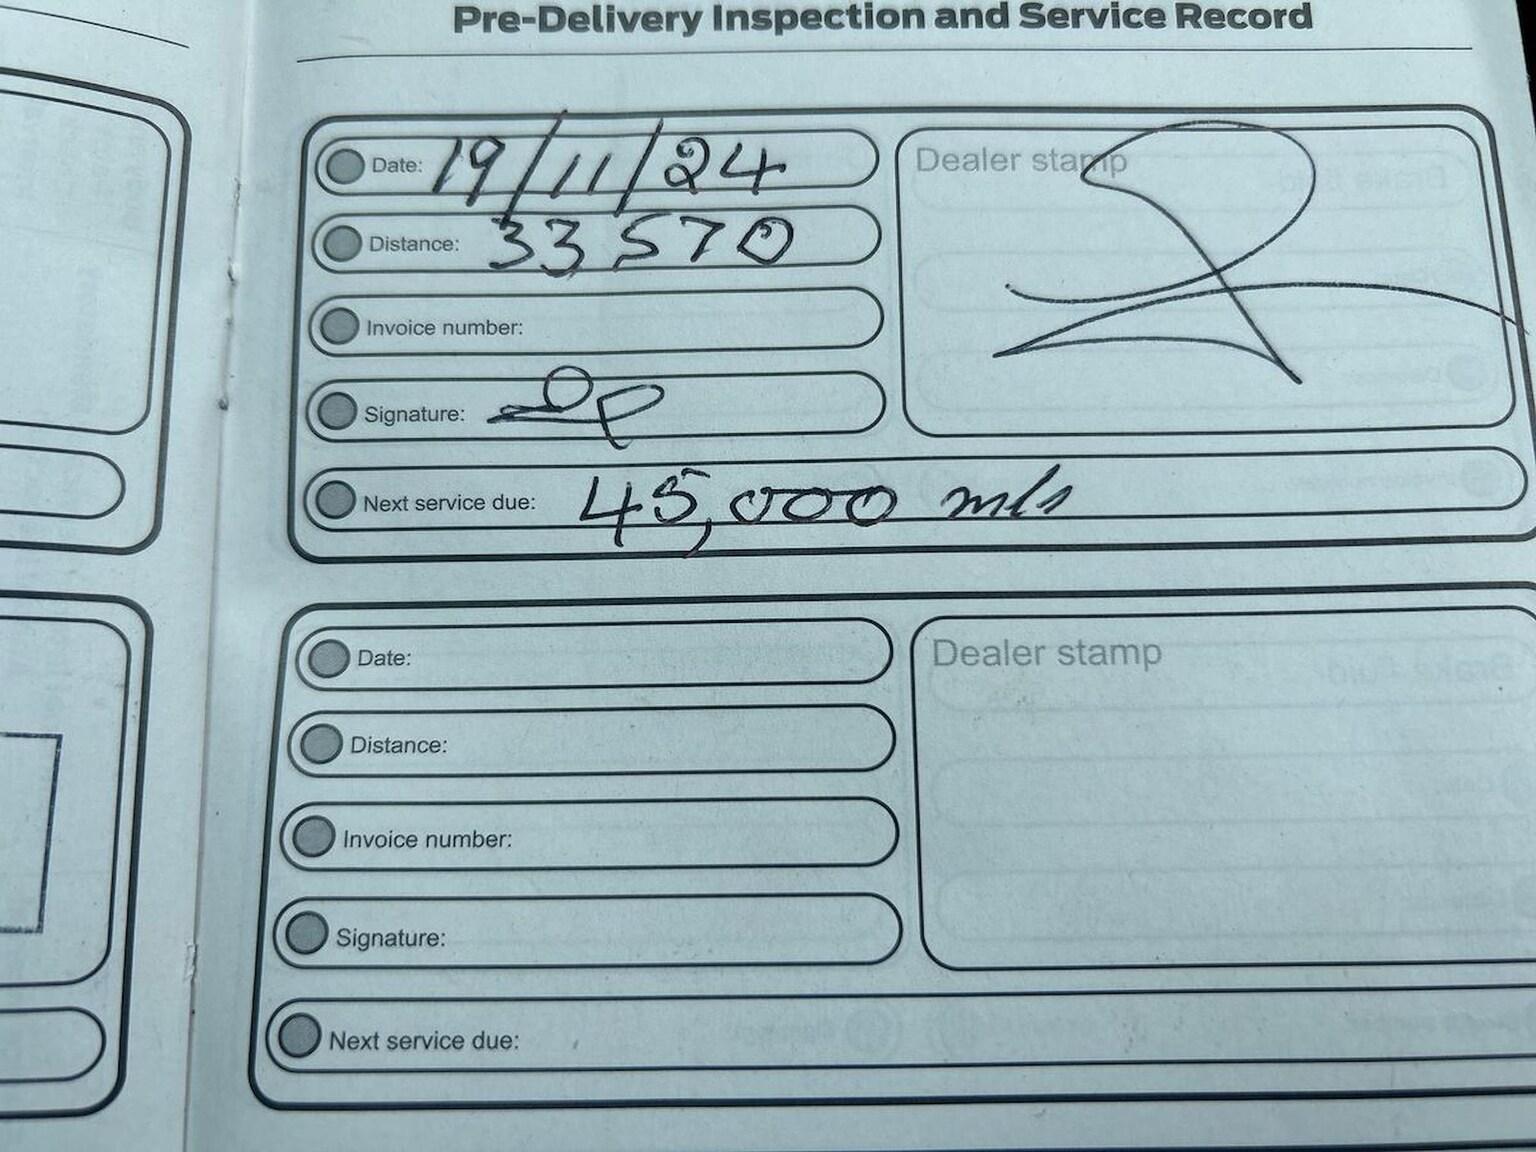 Pre-Delivery Inspection and Service Record
Date: 19/11/24
Dealer stamp
Distance: 33570
Invoice number:
Signature:
Next service due: 45,000 mls
Date:
Dealer stamp
Distance:
Invoice number:
Signature:
Next service due: